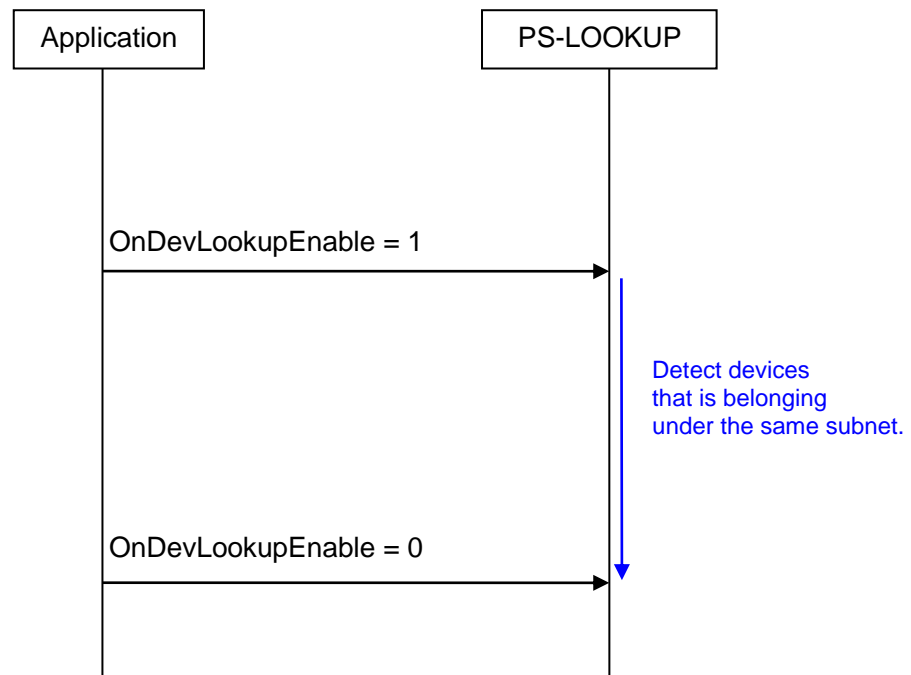 Application
PS-LOOKUP
OnDevLookupEnable = 1
Detect devices
that is belonging
under the same subnet.
OnDevLookupEnable = 0